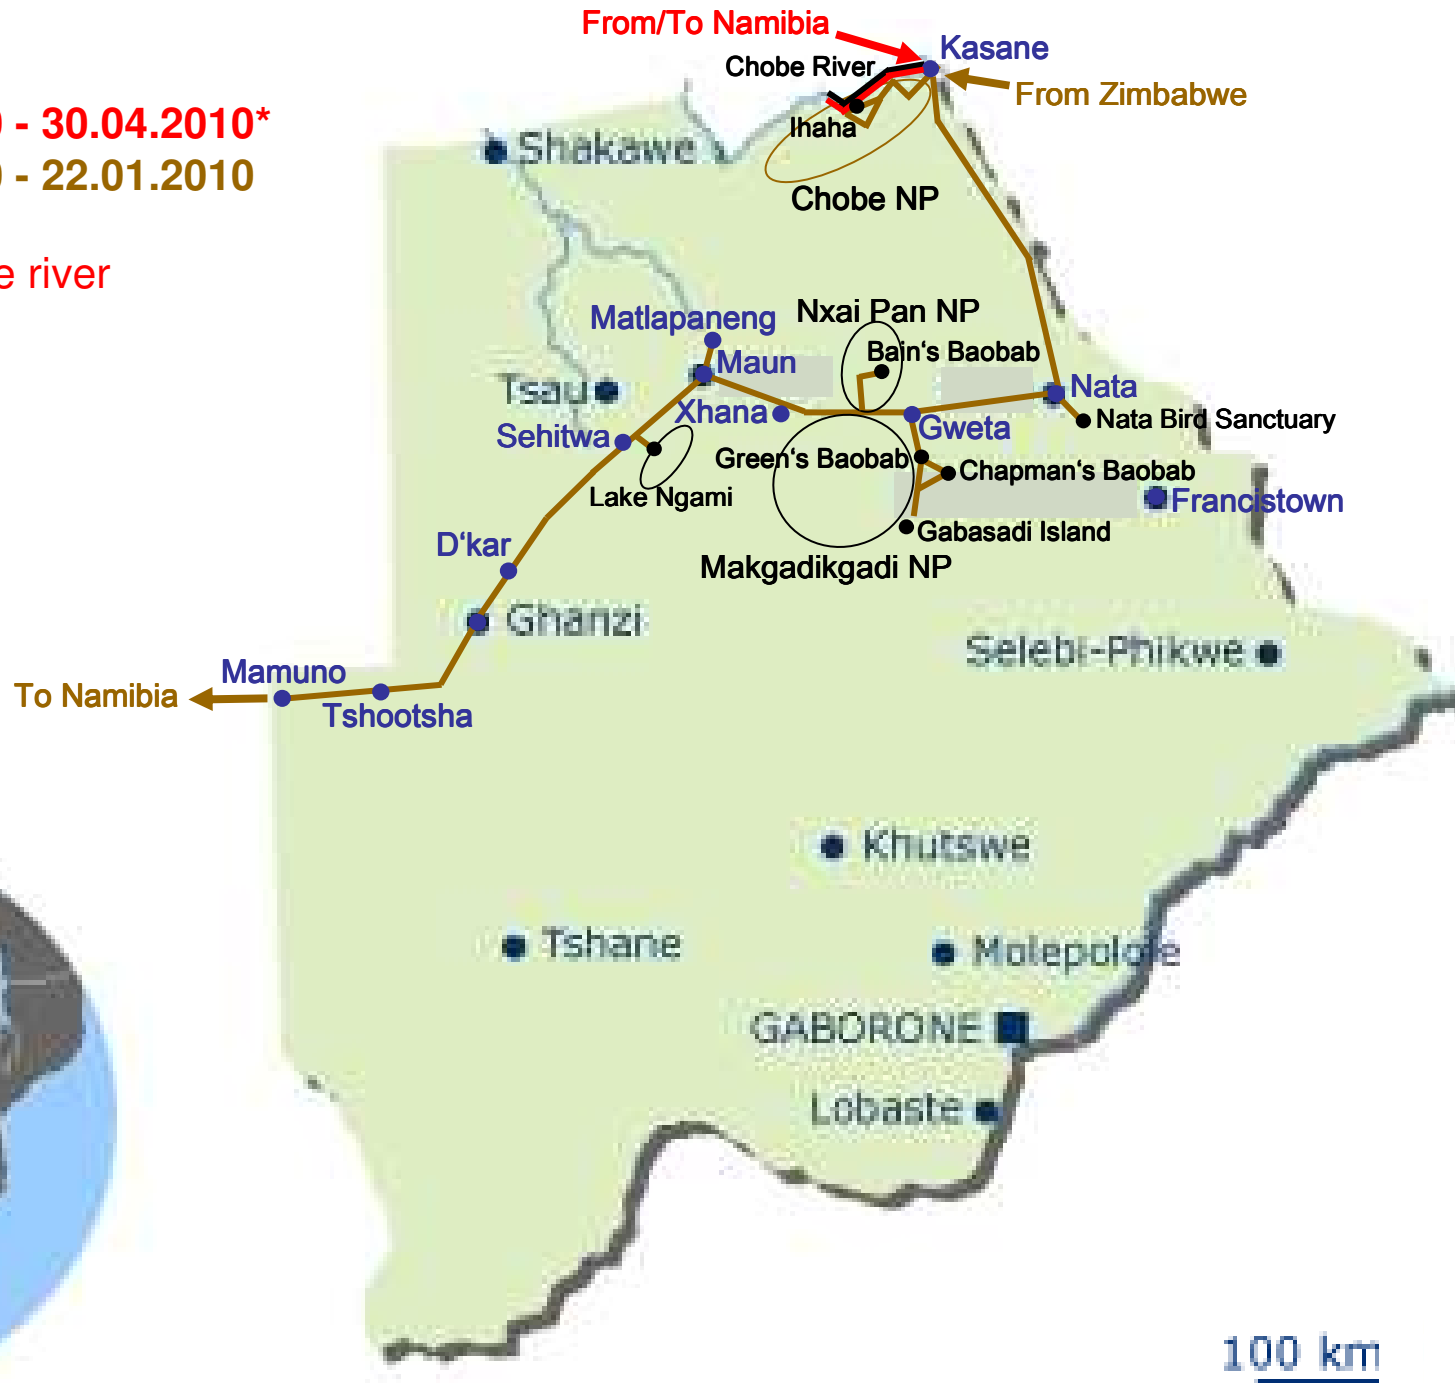 From/To Namibia
Kasane
Chobe River
From Zimbabwe
0 - 30.04.2010*
Ihaha
Shakawe
0 - 22.01.2010
Chobe NP
e river
Nxai Pan NP
Matlapaneng
Bain‘s Baobab
Maun
Tsau
Nata
Xhana
Nata Bird Sanctuary
Gweta
Sehitwa
Green‘s Baobab
Chapman‘s Baobab
Lake Ngami
Francistown
Gabasadi Island
D‘kar
Makgadikgadi NP
Ghanzi
Selebi-Phikwe
Mamuno
To Namibia
Tshootsha
Khutswe
Tshane
Molepolole
GABORONE
Lobaste
100 km